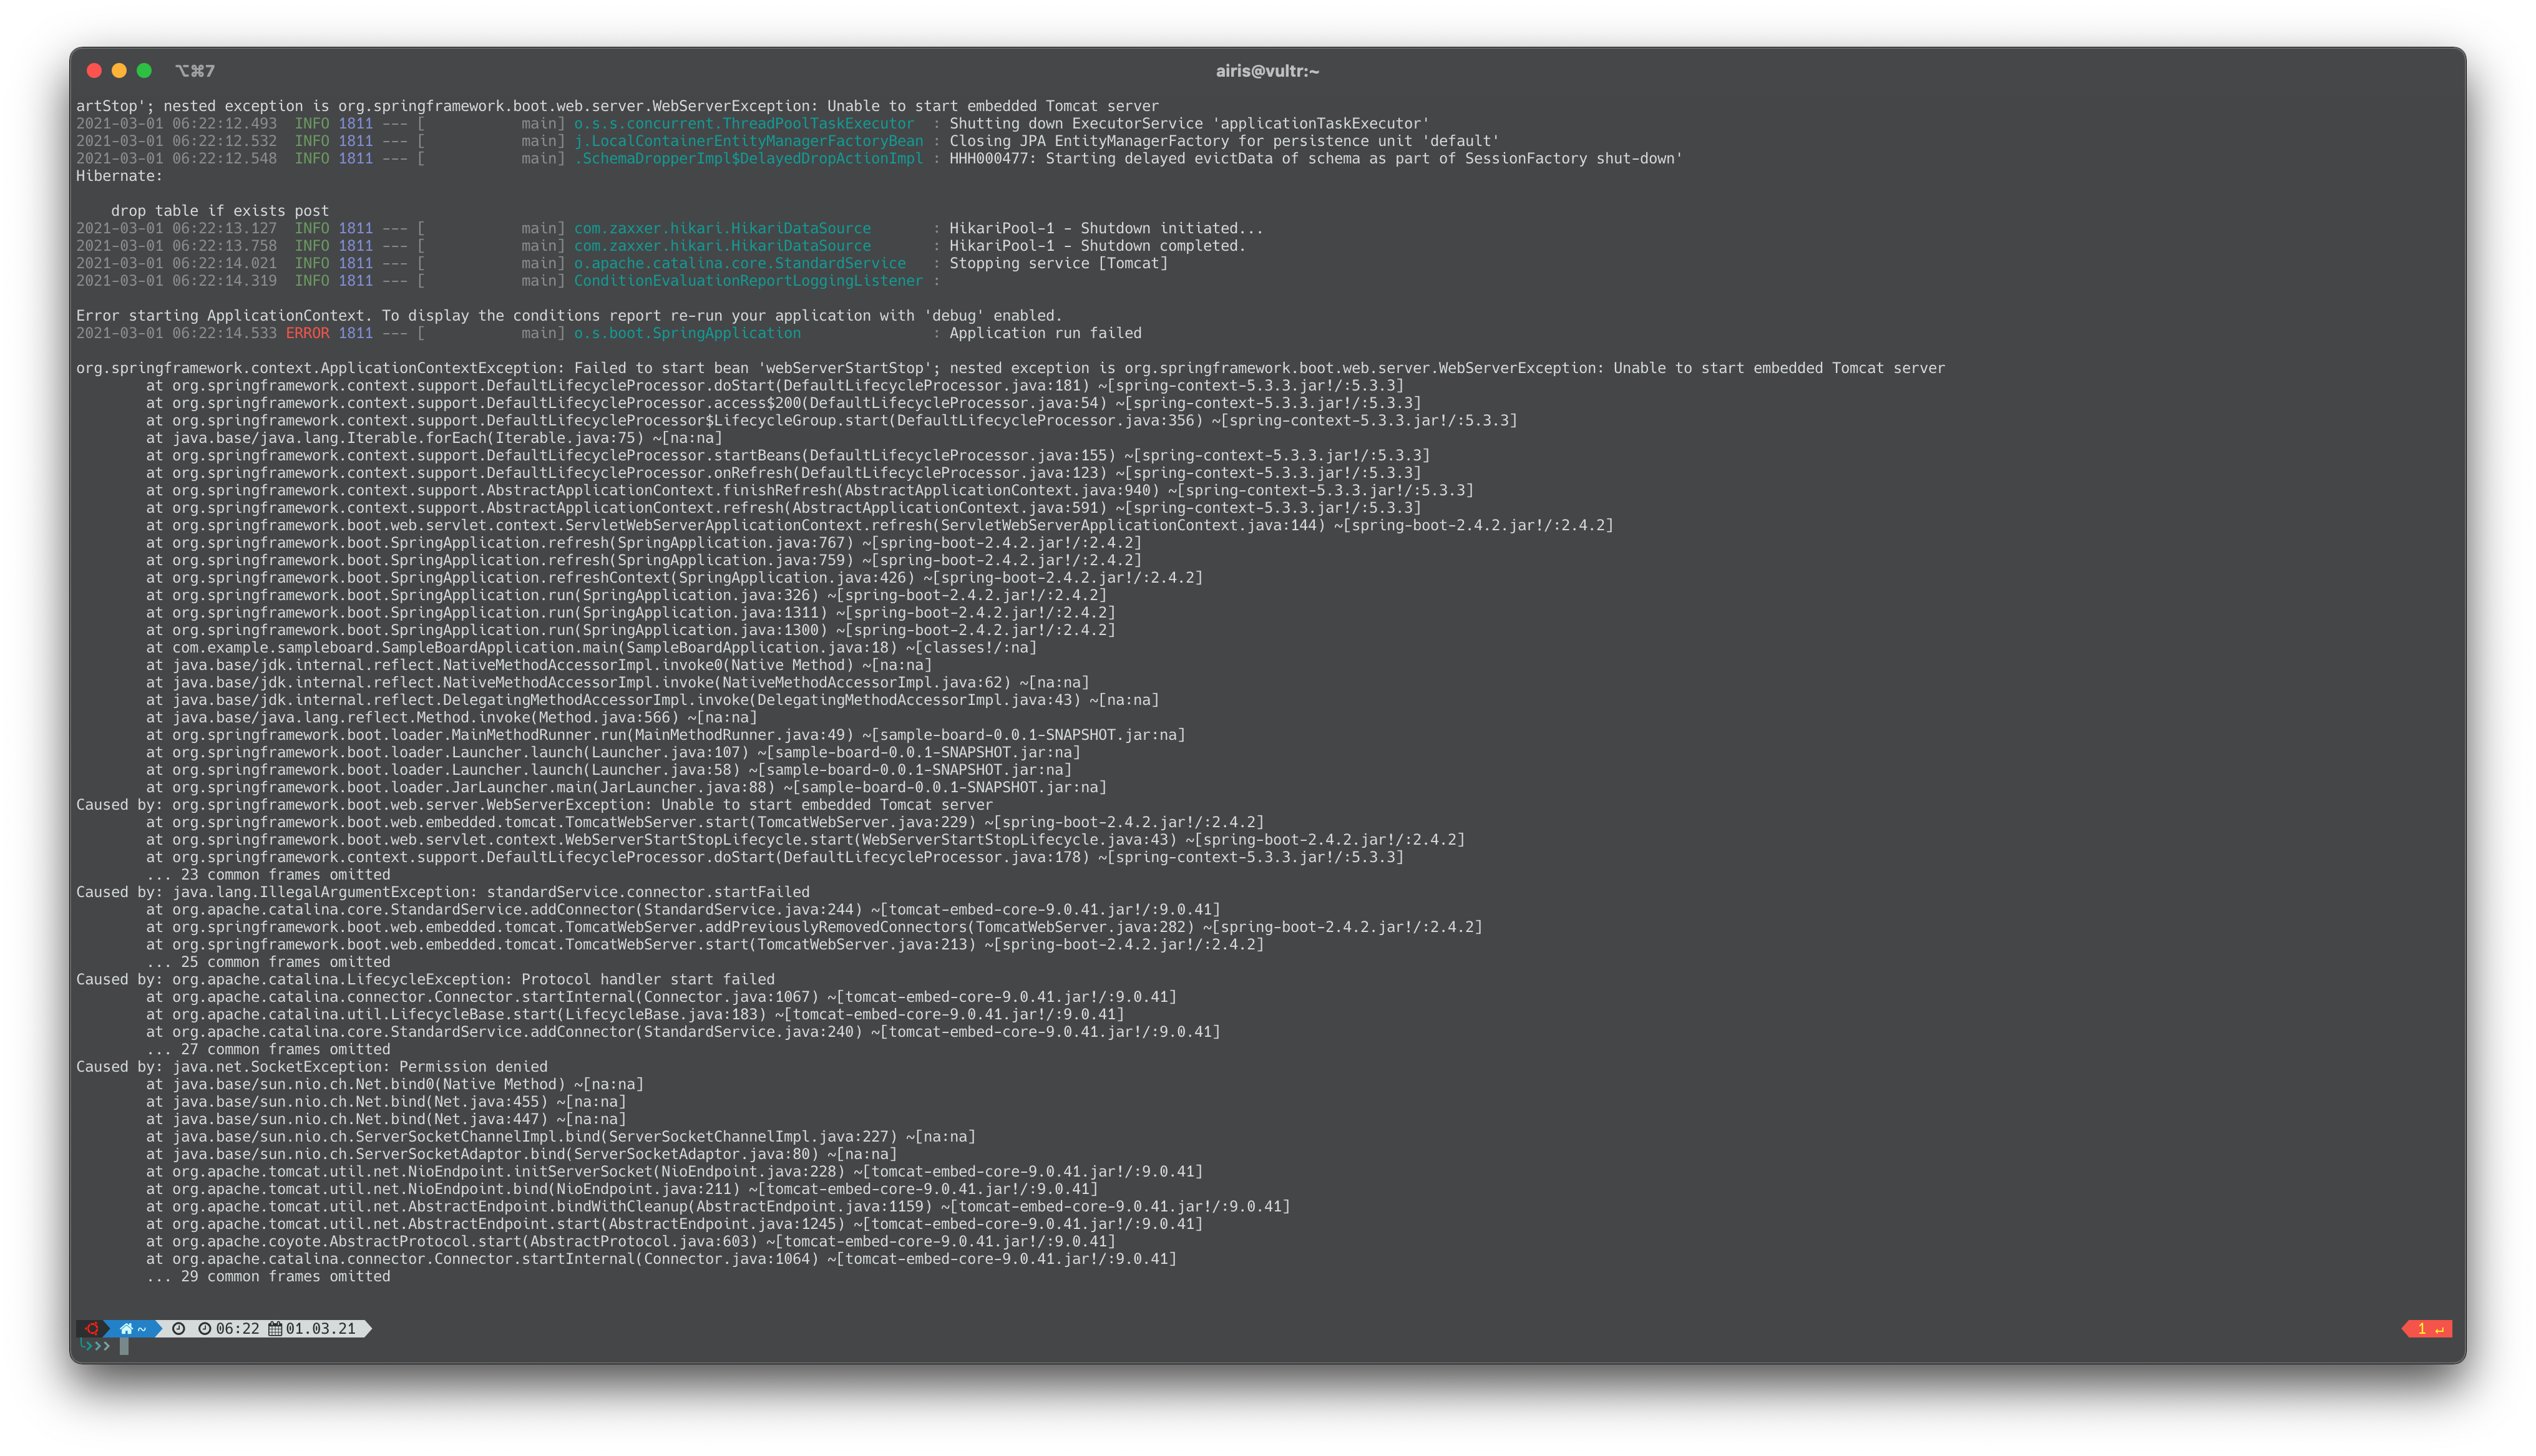 ⌥⌘7
airis@vultr:~
artStop'; nested exception is org.springframework.boot.web.server.WebServerException: Unable to start embedded Tomcat server
2021-03-01 06:22:12.493  INFO 1811 --- [           main] o.s.s.concurrent.ThreadPoolTaskExecutor  : Shutting down ExecutorService 'applicationTaskExecutor'
2021-03-01 06:22:12.532  INFO 1811 --- [           main] j.LocalContainerEntityManagerFactoryBean : Closing JPA EntityManagerFactory for persistence unit 'default'
2021-03-01 06:22:12.548  INFO 1811 --- [           main] .SchemaDropperImpl$DelayedDropActionImpl : HHH000477: Starting delayed evictData of schema as part of SessionFactory shut-down'
Hibernate:
    drop table if exists post
2021-03-01 06:22:13.127  INFO 1811 --- [           main] com.zaxxer.hikari.HikariDataSource       : HikariPool-1 - Shutdown initiated...
2021-03-01 06:22:13.758  INFO 1811 --- [           main] com.zaxxer.hikari.HikariDataSource       : HikariPool-1 - Shutdown completed.
2021-03-01 06:22:14.021  INFO 1811 --- [           main] o.apache.catalina.core.StandardService   : Stopping service [Tomcat]
2021-03-01 06:22:14.319  INFO 1811 --- [           main] ConditionEvaluationReportLoggingListener :
Error starting ApplicationContext. To display the conditions report re-run your application with 'debug' enabled.
2021-03-01 06:22:14.533 ERROR 1811 --- [           main] o.s.boot.SpringApplication               : Application run failed
org.springframework.context.ApplicationContextException: Failed to start bean 'webServerStartStop'; nested exception is org.springframework.boot.web.server.WebServerException: Unable to start embedded Tomcat server
        at org.springframework.context.support.DefaultLifecycleProcessor.doStart(DefaultLifecycleProcessor.java:181) ~[spring-context-5.3.3.jar!/:5.3.3]
        at org.springframework.context.support.DefaultLifecycleProcessor.access$200(DefaultLifecycleProcessor.java:54) ~[spring-context-5.3.3.jar!/:5.3.3]
        at org.springframework.context.support.DefaultLifecycleProcessor$LifecycleGroup.start(DefaultLifecycleProcessor.java:356) ~[spring-context-5.3.3.jar!/:5.3.3]
        at java.base/java.lang.Iterable.forEach(Iterable.java:75) ~[na:na]
        at org.springframework.context.support.DefaultLifecycleProcessor.startBeans(DefaultLifecycleProcessor.java:155) ~[spring-context-5.3.3.jar!/:5.3.3]
        at org.springframework.context.support.DefaultLifecycleProcessor.onRefresh(DefaultLifecycleProcessor.java:123) ~[spring-context-5.3.3.jar!/:5.3.3]
        at org.springframework.context.support.AbstractApplicationContext.finishRefresh(AbstractApplicationContext.java:940) ~[spring-context-5.3.3.jar!/:5.3.3]
        at org.springframework.context.support.AbstractApplicationContext.refresh(AbstractApplicationContext.java:591) ~[spring-context-5.3.3.jar!/:5.3.3]
        at org.springframework.boot.web.servlet.context.ServletWebServerApplicationContext.refresh(ServletWebServerApplicationContext.java:144) ~[spring-boot-2.4.2.jar!/:2.4.2]
        at org.springframework.boot.SpringApplication.refresh(SpringApplication.java:767) ~[spring-boot-2.4.2.jar!/:2.4.2]
        at org.springframework.boot.SpringApplication.refresh(SpringApplication.java:759) ~[spring-boot-2.4.2.jar!/:2.4.2]
        at org.springframework.boot.SpringApplication.refreshContext(SpringApplication.java:426) ~[spring-boot-2.4.2.jar!/:2.4.2]
        at org.springframework.boot.SpringApplication.run(SpringApplication.java:326) ~[spring-boot-2.4.2.jar!/:2.4.2]
        at org.springframework.boot.SpringApplication.run(SpringApplication.java:1311) ~[spring-boot-2.4.2.jar!/:2.4.2]
        at org.springframework.boot.SpringApplication.run(SpringApplication.java:1300) ~[spring-boot-2.4.2.jar!/:2.4.2]
        at com.example.sampleboard.SampleBoardApplication.main(SampleBoardApplication.java:18) ~[classes!/:na]
        at java.base/jdk.internal.reflect.NativeMethodAccessorImpl.invoke0(Native Method) ~[na:na]
        at java.base/jdk.internal.reflect.NativeMethodAccessorImpl.invoke(NativeMethodAccessorImpl.java:62) ~[na:na]
        at java.base/jdk.internal.reflect.DelegatingMethodAccessorImpl.invoke(DelegatingMethodAccessorImpl.java:43) ~[na:na]
        at java.base/java.lang.reflect.Method.invoke(Method.java:566) ~[na:na]
        at org.springframework.boot.loader.MainMethodRunner.run(MainMethodRunner.java:49) ~[sample-board-0.0.1-SNAPSHOT.jar:na]
        at org.springframework.boot.loader.Launcher.launch(Launcher.java:107) ~[sample-board-0.0.1-SNAPSHOT.jar:na]
        at org.springframework.boot.loader.Launcher.launch(Launcher.java:58) ~[sample-board-0.0.1-SNAPSHOT.jar:na]
        at org.springframework.boot.loader.JarLauncher.main(JarLauncher.java:88) ~[sample-board-0.0.1-SNAPSHOT.jar:na]
Caused by: org.springframework.boot.web.server.WebServerException: Unable to start embedded Tomcat server
        at org.springframework.boot.web.embedded.tomcat.TomcatWebServer.start(TomcatWebServer.java:229) ~[spring-boot-2.4.2.jar!/:2.4.2]
        at org.springframework.boot.web.servlet.context.WebServerStartStopLifecycle.start(WebServerStartStopLifecycle.java:43) ~[spring-boot-2.4.2.jar!/:2.4.2]
        at org.springframework.context.support.DefaultLifecycleProcessor.doStart(DefaultLifecycleProcessor.java:178) ~[spring-context-5.3.3.jar!/:5.3.3]
        ... 23 common frames omitted
Caused by: java.lang.IllegalArgumentException: standardService.connector.startFailed
        at org.apache.catalina.core.StandardService.addConnector(StandardService.java:244) ~[tomcat-embed-core-9.0.41.jar!/:9.0.41]
        at org.springframework.boot.web.embedded.tomcat.TomcatWebServer.addPreviouslyRemovedConnectors(TomcatWebServer.java:282) ~[spring-boot-2.4.2.jar!/:2.4.2]
        at org.springframework.boot.web.embedded.tomcat.TomcatWebServer.start(TomcatWebServer.java:213) ~[spring-boot-2.4.2.jar!/:2.4.2]
        ... 25 common frames omitted
Caused by: org.apache.catalina.LifecycleException: Protocol handler start failed
        at org.apache.catalina.connector.Connector.startInternal(Connector.java:1067) ~[tomcat-embed-core-9.0.41.jar!/:9.0.41]
        at org.apache.catalina.util.LifecycleBase.start(LifecycleBase.java:183) ~[tomcat-embed-core-9.0.41.jar!/:9.0.41]
        at org.apache.catalina.core.StandardService.addConnector(StandardService.java:240) ~[tomcat-embed-core-9.0.41.jar!/:9.0.41]
        ... 27 common frames omitted
Caused by: java.net.SocketException: Permission denied
        at java.base/sun.nio.ch.Net.bind0(Native Method) ~[na:na]
        at java.base/sun.nio.ch.Net.bind(Net.java:455) ~[na:na]
        at java.base/sun.nio.ch.Net.bind(Net.java:447) ~[na:na]
        at java.base/sun.nio.ch.ServerSocketChannelImpl.bind(ServerSocketChannelImpl.java:227) ~[na:na]
        at java.base/sun.nio.ch.ServerSocketAdaptor.bind(ServerSocketAdaptor.java:80) ~[na:na]
        at org.apache.tomcat.util.net.NioEndpoint.initServerSocket(NioEndpoint.java:228) ~[tomcat-embed-core-9.0.41.jar!/:9.0.41]
        at org.apache.tomcat.util.net.NioEndpoint.bind(NioEndpoint.java:211) ~[tomcat-embed-core-9.0.41.jar!/:9.0.41]
        at org.apache.tomcat.util.net.AbstractEndpoint.bindWithCleanup(AbstractEndpoint.java:1159) ~[tomcat-embed-core-9.0.41.jar!/:9.0.41]
        at org.apache.tomcat.util.net.AbstractEndpoint.start(AbstractEndpoint.java:1245) ~[tomcat-embed-core-9.0.41.jar!/:9.0.41]
        at org.apache.coyote.AbstractProtocol.start(AbstractProtocol.java:603) ~[tomcat-embed-core-9.0.41.jar!/:9.0.41]
        at org.apache.catalina.connector.Connector.startInternal(Connector.java:1064) ~[tomcat-embed-core-9.0.41.jar!/:9.0.41]
        ... 29 common frames omitted
~ 06:22 01.03.21 1 ↵